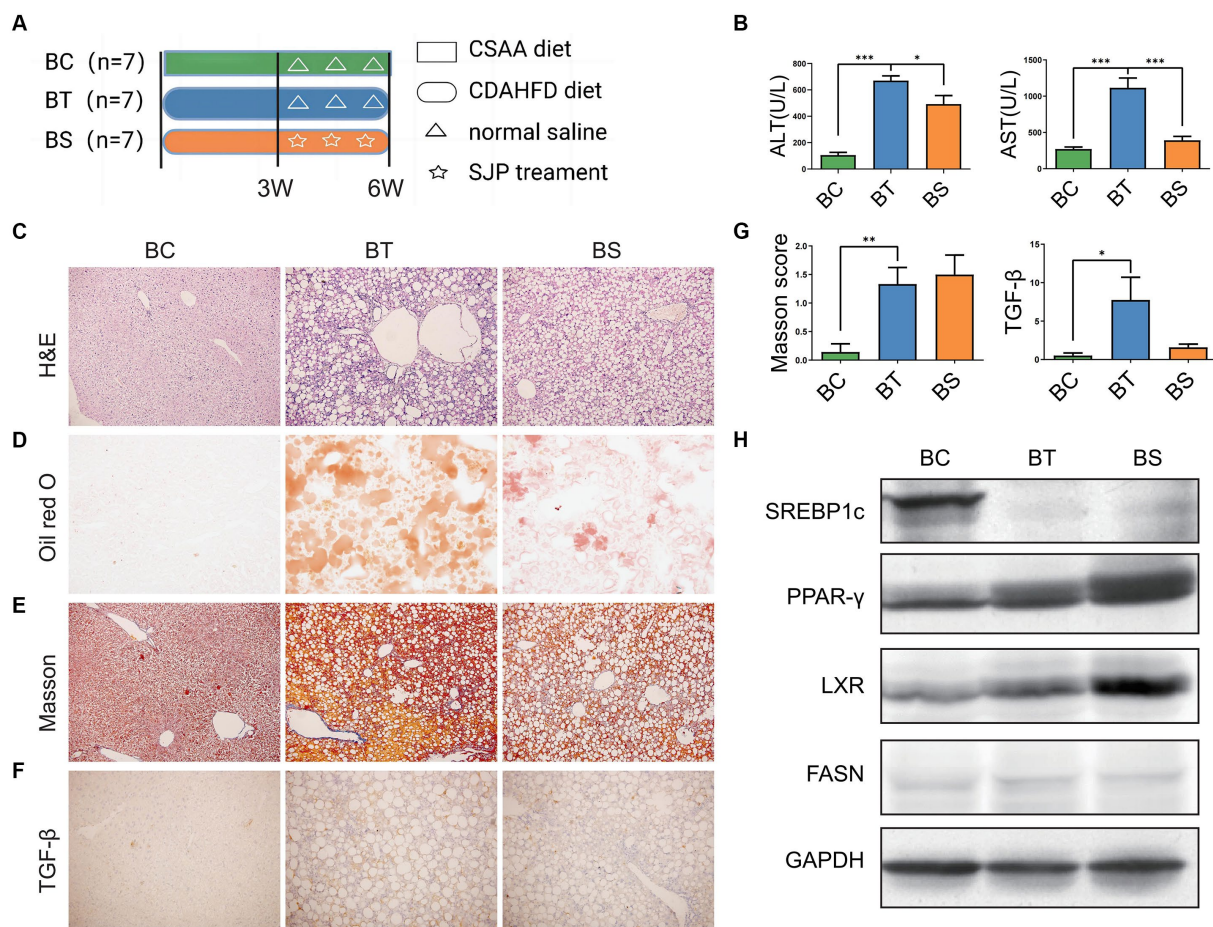 A
BC (n=7)
BT (n=7)
BS (n=7)
3W
6W
CSAA diet
CDAHFD diet
normal saline
SJP treament
B
ALT(U/L)
800
600
400
200
0
***
*
BC
BT
BS
AST(U/L)
1500
1000
500
0
***
***
BC
BT
BS
C
BC
BT
BS
H&E
D
Oil red O
E
Masson
F
TGF-β
G
Masson score
2.0
1.5
1.0
0.5
0.0
**
BC
BT
BS
TGF-β
15
10
5
0
*
BC
BT
BS
H
BC
BT
BS
SREBP1c
PPAR-γ
LXR
FASN
GAPDH